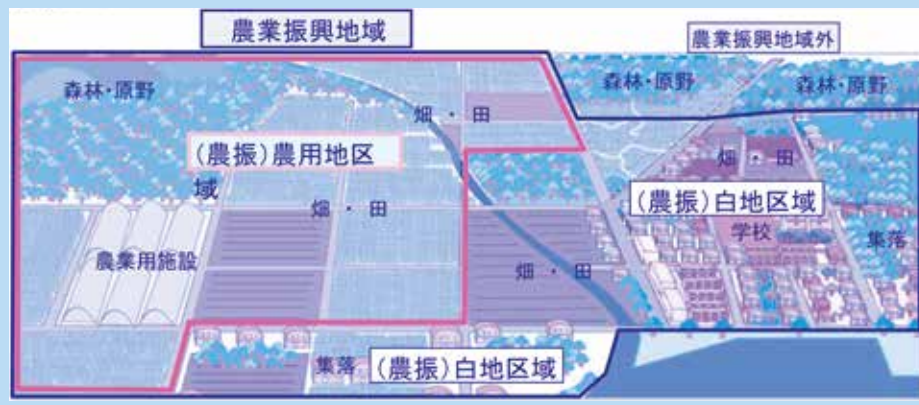 農業振興地域
農業振興地域外
森林・原野
森林・原野
森林・原野
畑・田
畑・田
(農振)農用地区
域
(農振)白地区域
畑・田
学校
集落
農業用施設
畑・田
集落
(農振)白地区域